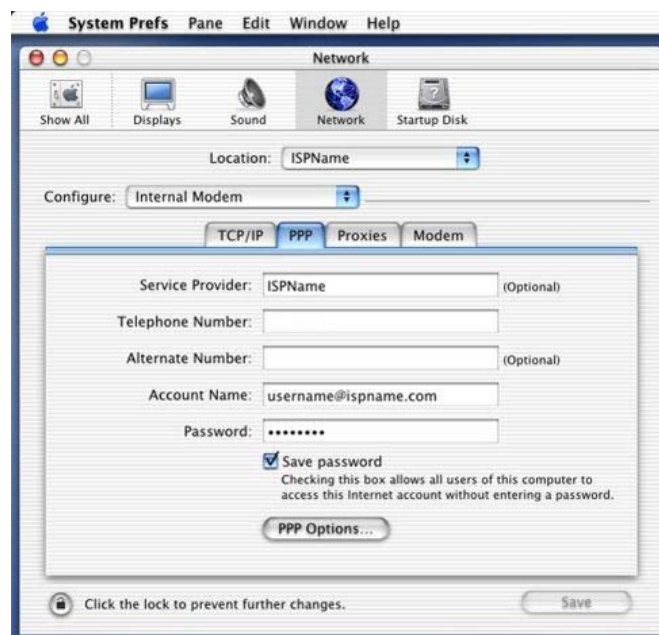 System Prefs Pane Edit Window Help
Network
Show All Displays Sound Network Startup Disk
Location: ISPName
Configure: Internal Modem
TCP/IP PPP Proxies Modem
Service Provider: ISPName (Optional)
Telephone Number:
Alternate Number: (Optional)
Account Name: username@ispname.com
Password: ••••••••
Save password
Checking this box allows all users of this computer to
access this Internet account without entering a password.
PPP Options...
Click the lock to prevent further changes. Save